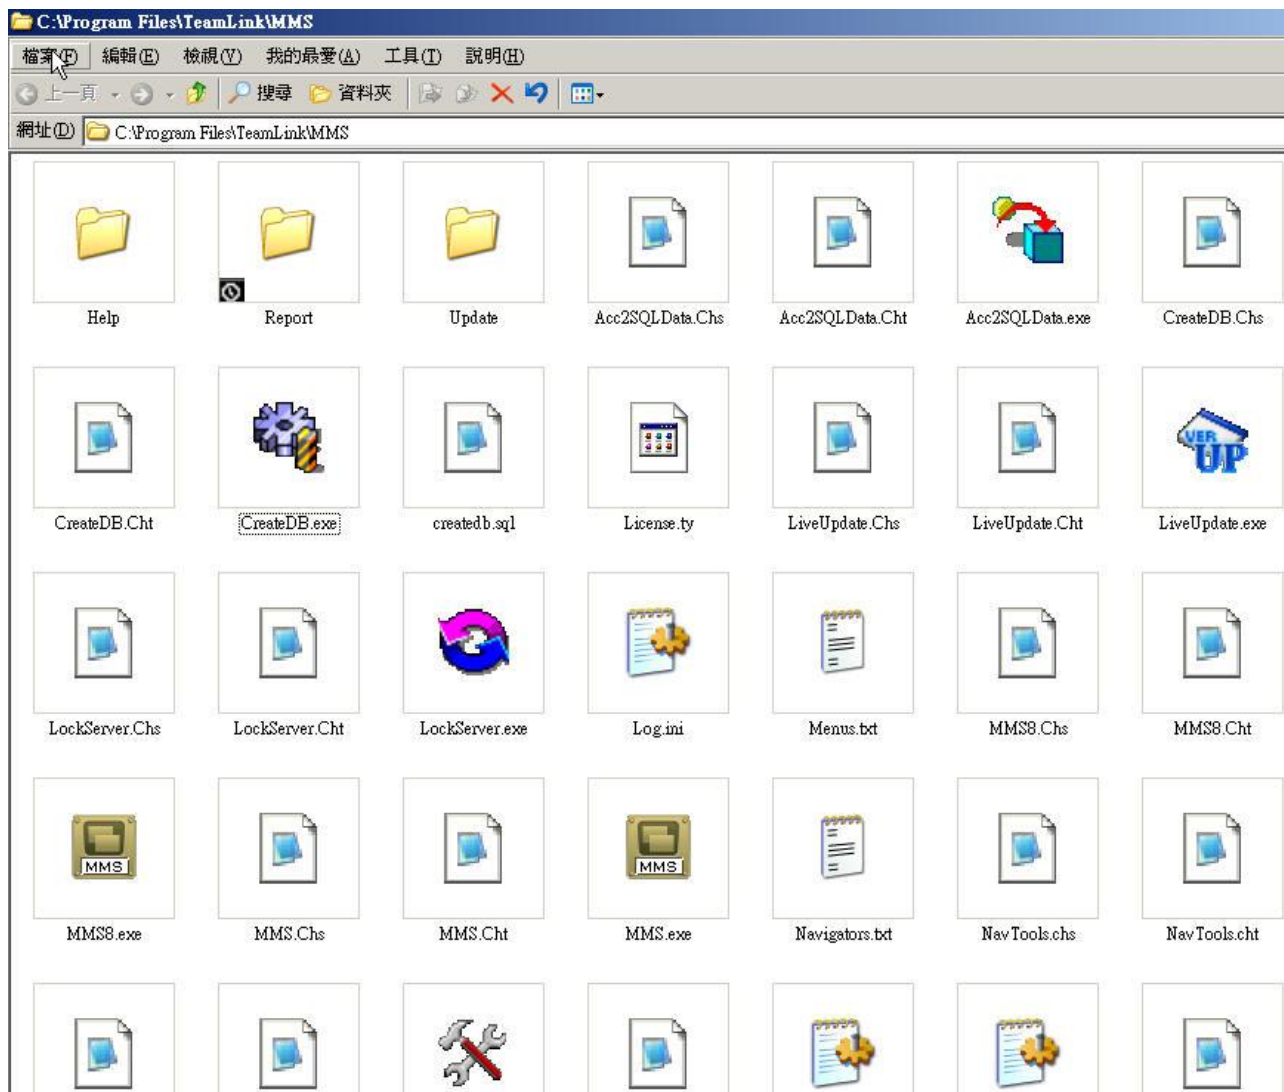 C:\Program Files\TeamLink\MMS
檔案(F) 編輯(E) 檢視(V) 我的最愛(A) 工具(T) 說明(H)
上一頁 搜尋 資料夾
網址(D) C:\Program Files\TeamLink\MMS
Help Report Update Acc2SQLData.Chs Acc2SQLData.Cht Acc2SQLData.exe CreateDB.Chs
VER UP
CreateDB.Cht CreateDB.exe createdb.sql License.ty LiveUpdate.Chs LiveUpdate.Cht LiveUpdate.exe
LockServer.Chs LockServer.Cht LockServer.exe Log.ini Menus.txt MMS8.Chs MMS8.Cht
MMS MMS
MMS8.exe MMS.Chs MMS.Cht MMS.exe Navigators.txt NavTools.chs NavTools.cht